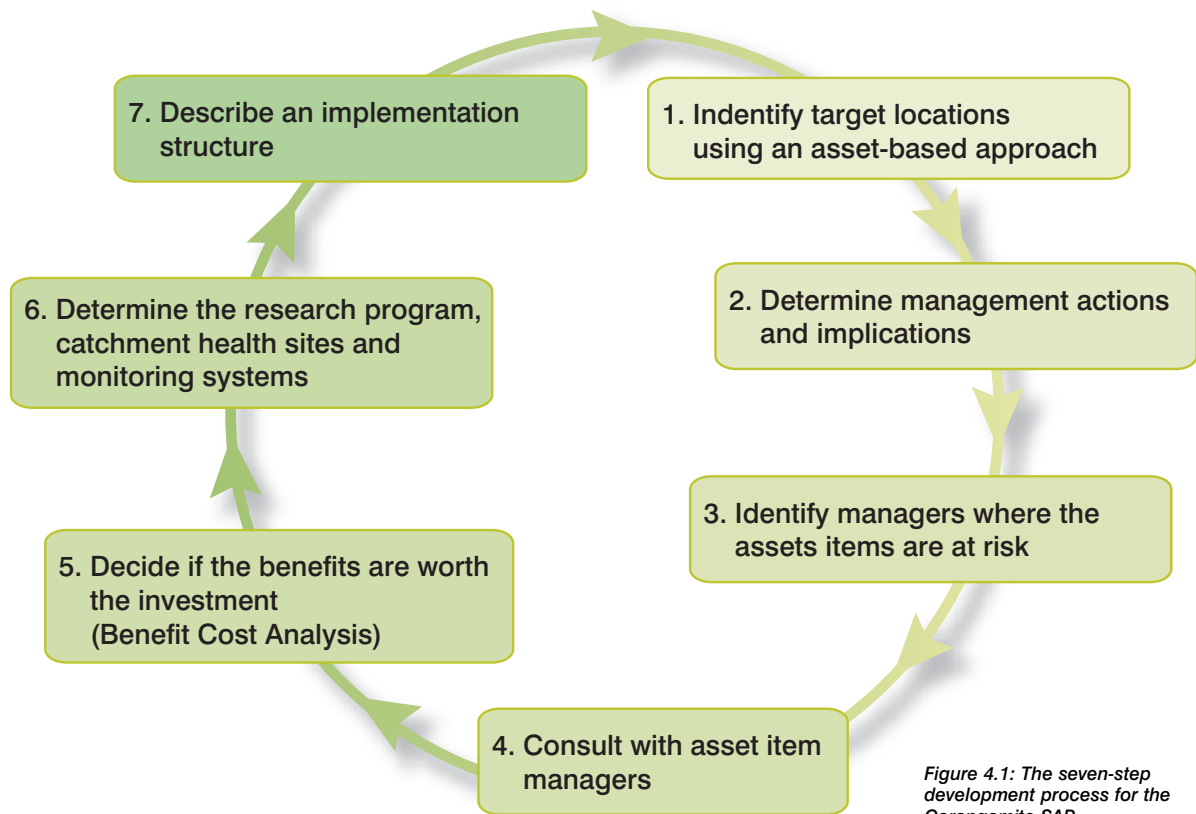 1. Indentify target locations
using an asset-based approach
2. Determine management actions
and implications
3. Identify managers where the
assets items are at risk
4. Consult with asset item
managers
5. Decide if the benefits are worth
the investment
(Benefit Cost Analysis)
6. Determine the research program,
catchment health sites and
monitoring systems
7. Describe an implementation
structure
Figure 4.1: The seven-step
development process for the